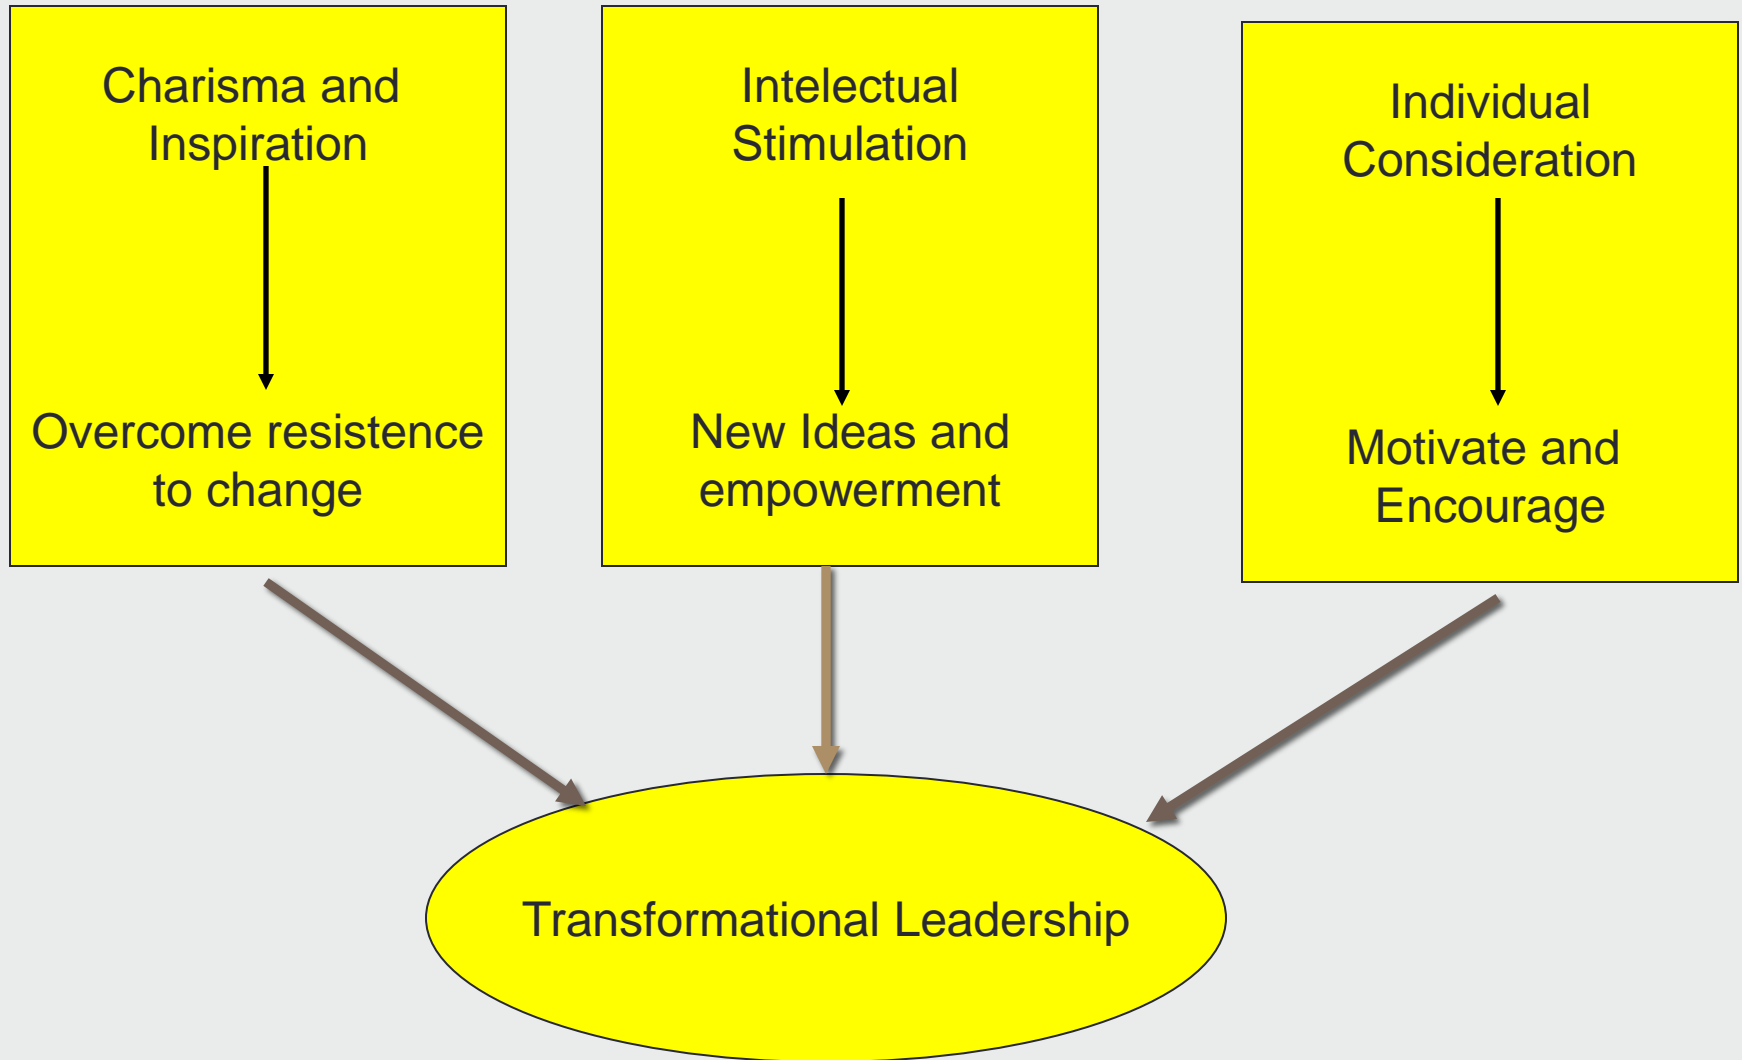 Charisma and
Inspiration
Overcome resistence
to change
Intelectual
Stimulation
New Ideas and
empowerment
Individual
Consideration
Motivate and
Encourage
Transformational Leadership